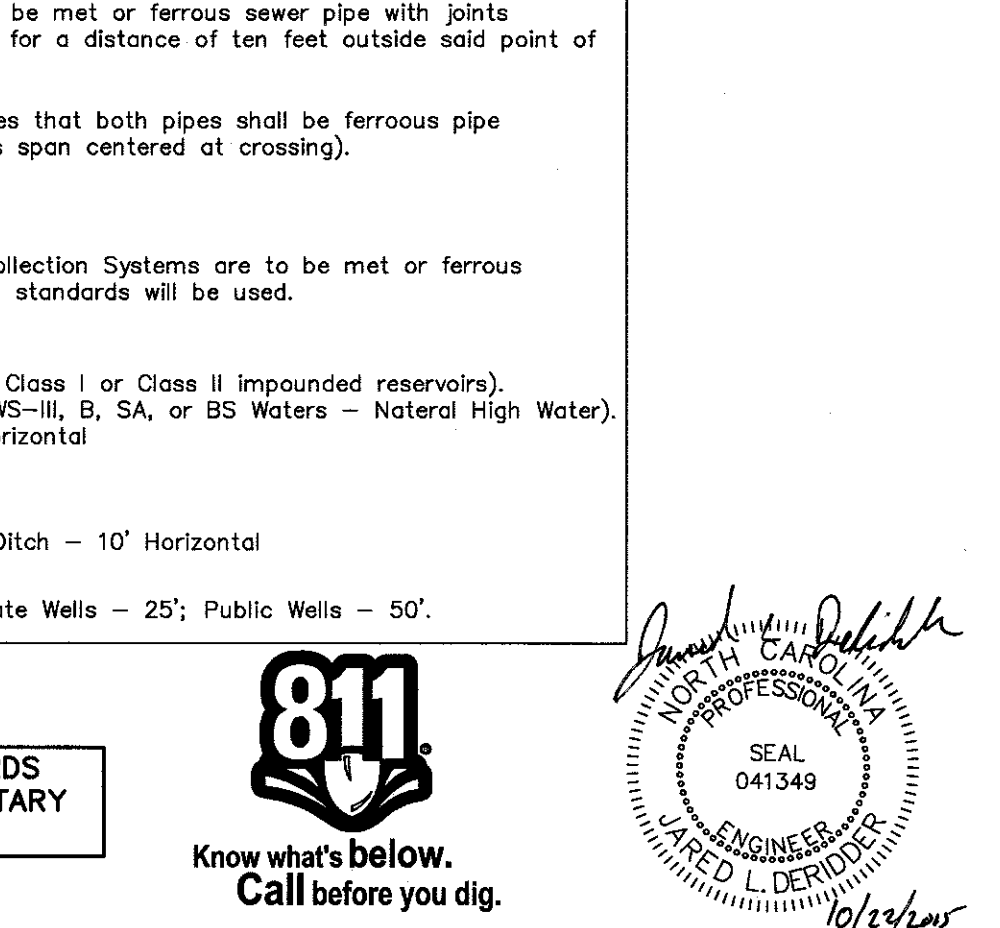 be met or ferrous sewer pipe with joints
for a distance of ten feet outside said point of
es that both pipes shall be ferroous pipe
s span centered at crossing).
ollection Systems are to be met or ferrous
standards will be used.
Class I or Class II impounded reservoirs).
WS-III, B, SA, or BS Waters – Nateral High Water).
rizontal
Ditch – 10' Horizontal
ate Wells – 25'; Public Wells – 50'.
RDS
TARY
811®
Know what's below.
Call before you dig.
Jared L. Deridder
NORTH CAROLINA
PROFESSIONAL
SEAL
041349
ENGINEER
JARED L. DERIDDER
10/22/2015